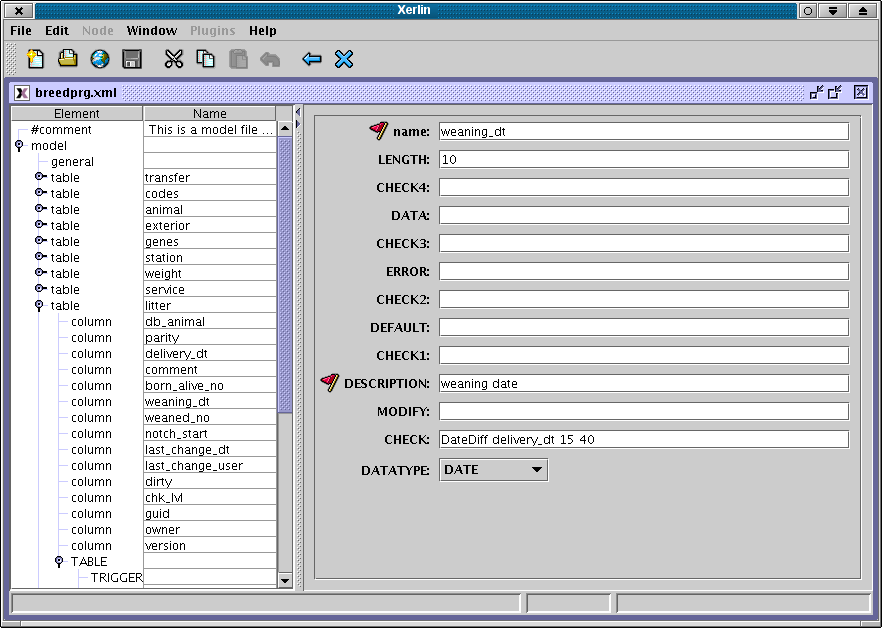 Xerlin
File Edit Node Window Plugins Help
breedprg.xml
Element Name
#comment This is a model file ...
model
general
table transfer
table codes
table animal
table exterior
table genes
table station
table weight
table service
table litter
column db_animal
column parity
column delivery_dt
column comment
column born_alive_no
column weaning_dt
column weaned_no
column notch_start
column last_change_dt
column last_change_user
column dirty
column chk_lvl
column guid
column owner
column version
TABLE
TRIGGER
name: weaning_dt
LENGTH: 10
CHECK4:
DATA:
CHECK3:
ERROR:
CHECK2:
DEFAULT:
CHECK1:
DESCRIPTION: weaning date
MODIFY:
CHECK: DateDiff delivery_dt 15 40
DATATYPE: DATE